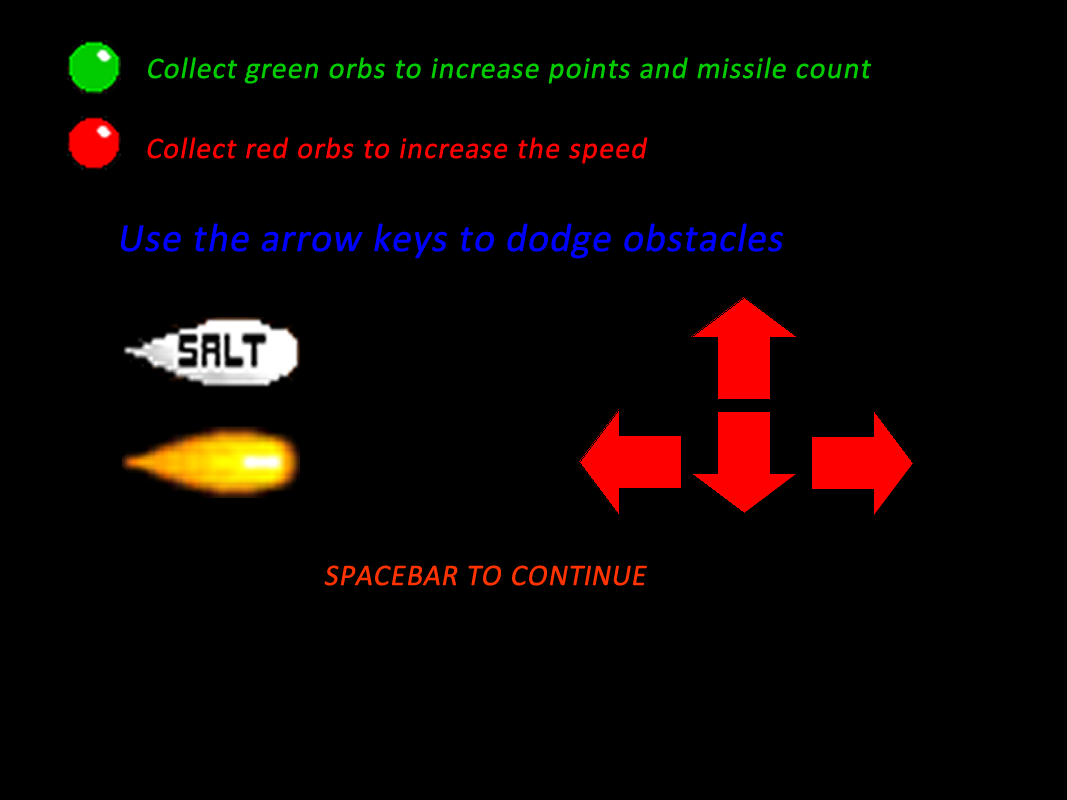 Collect green orbs to increase points and missile count
Collect red orbs to increase the speed
Use the arrow keys to dodge obstacles
SALT
SPACEBAR TO CONTINUE